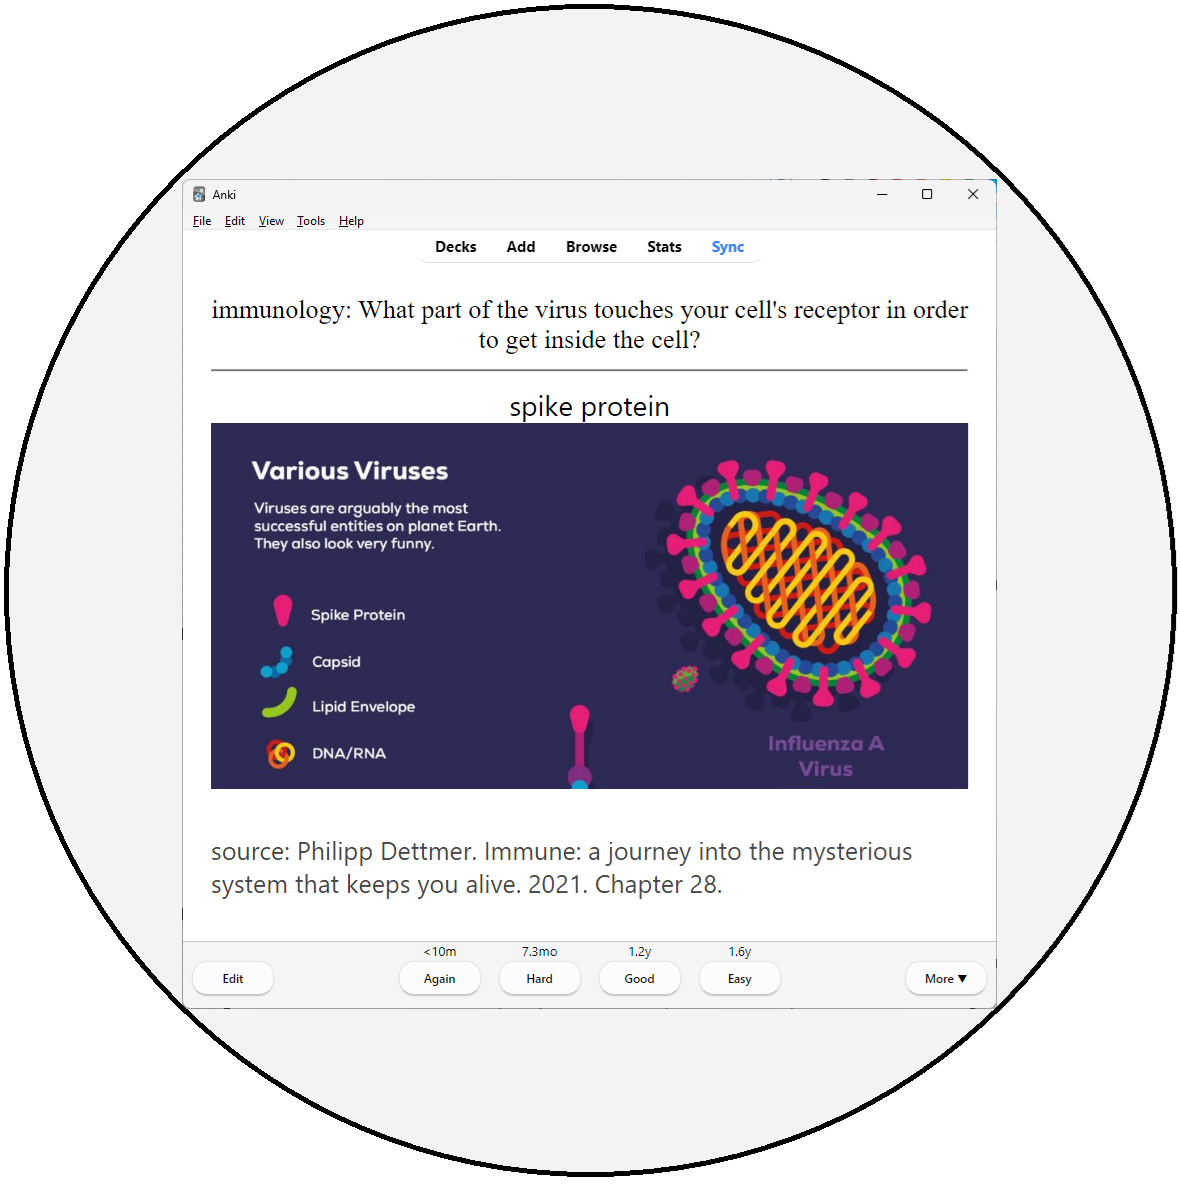 Anki
File Edit View Tools Help
Decks Add Browse Stats Sync
immunology: What part of the virus touches your cell's receptor in order
to get inside the cell?
spike protein
Various Viruses
Viruses are arguably the most
successful entities on planet Earth.
They also look very funny.
Spike Protein
Capsid
Lipid Envelope
DNA/RNA
Influenza A
Virus
source: Philipp Dettmer. Immune: a journey into the mysterious
system that keeps you alive. 2021. Chapter 28.
<10m 7.3mo 1.2y 1.6y
Edit Again Hard Good Easy More ▼